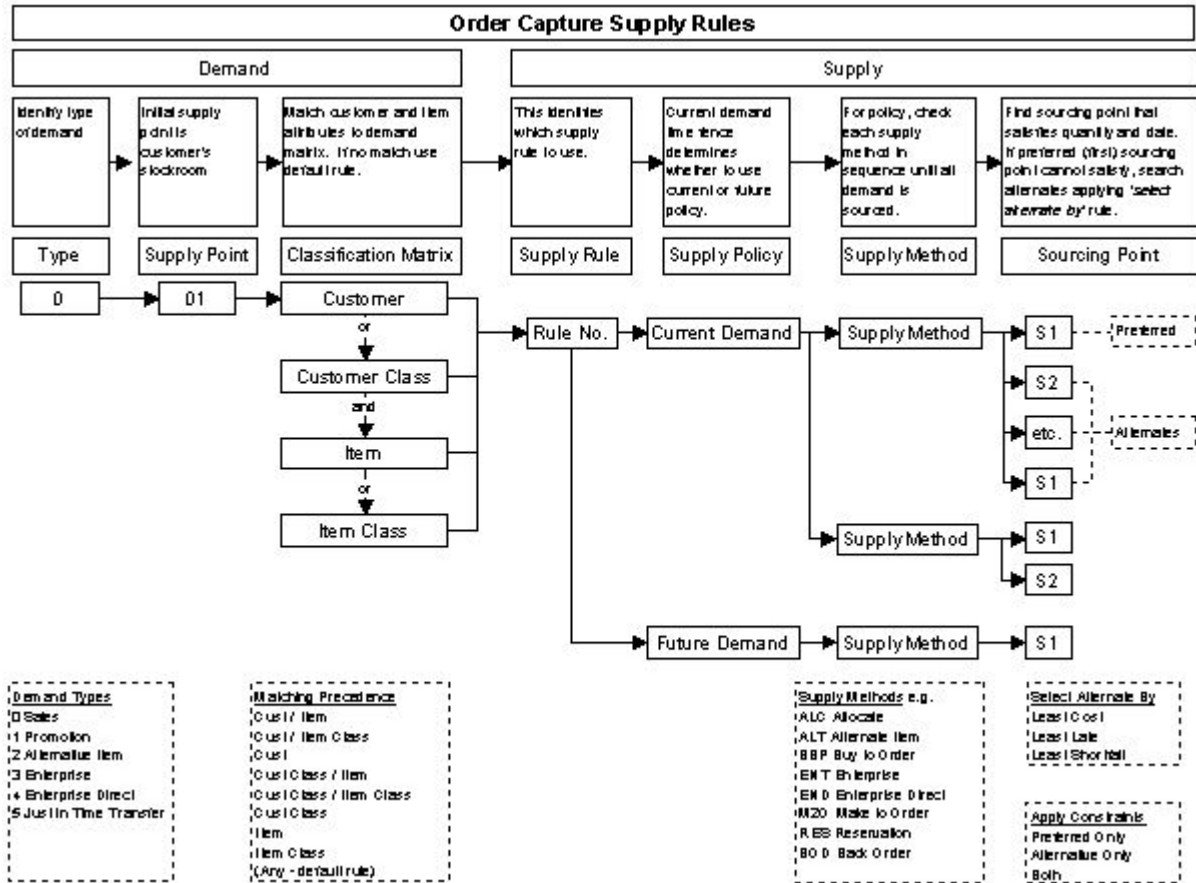 Order Capture Supply Rules
Demand
Supply
Identify type
of demand
Initial supply
point is
customer's
stockroom
Match customer and item
attributes to demand
matrix. If no match use
default rule.
This identifies
which supply
rule to use.
Current demand
time fence
determines
whether to use
current or future
policy.
For policy, check
each supply
method in
sequence until all
demand is
sourced.
Find sourcing point that
satisfies quantity and date.
If preferred (first) sourcing
point cannot satisfy, search
alternates applying 'select
alternate by' rule.
Type
Supply Point
Classification Matrix
Supply Rule
Supply Policy
Supply Method
Sourcing Point
0
01
Customer
or
Customer Class
and
Item
or
Item Class
Rule No.
Current Demand
Supply Method
S1
Preferred
S2
etc.
Alternates
S1
Supply Method
S1
S2
Future Demand
Supply Method
S1
Demand Types
0 Sales
1 Promotion
2 Alternative Item
3 Enterprise
4 Enterprise Direct
5 Just in Time Transfer
Matching Precedence
Cust / Item
Cust / Item Class
Cust
Cust Class / Item
Cust Class / Item Class
Cust Class
Item
Item Class
(Any - default rule)
Supply Methods e.g.
ALC Allocate
ALT Alternate Item
BBP Buy to Order
ENT Enterprise
END Enterprise Direct
M2O Make to Order
RES Reservation
BOD Back Order
Select Alternate By
Least Cost
Least Late
Least Shortfall
Apply Constraints
Preferred Only
Alternative Only
Both